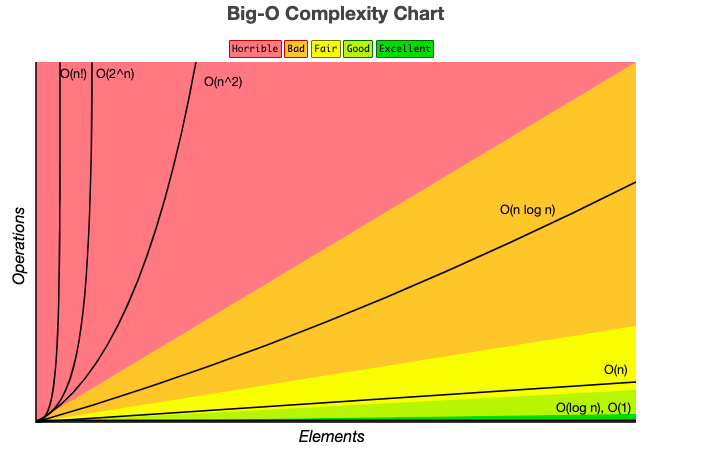 Big-O Complexity Chart
Horrible Bad Fair Good Excellent
O(n!) O(2^n)
O(n^2)
O(n log n)
O(n)
O(log n), O(1)
Operations
Elements